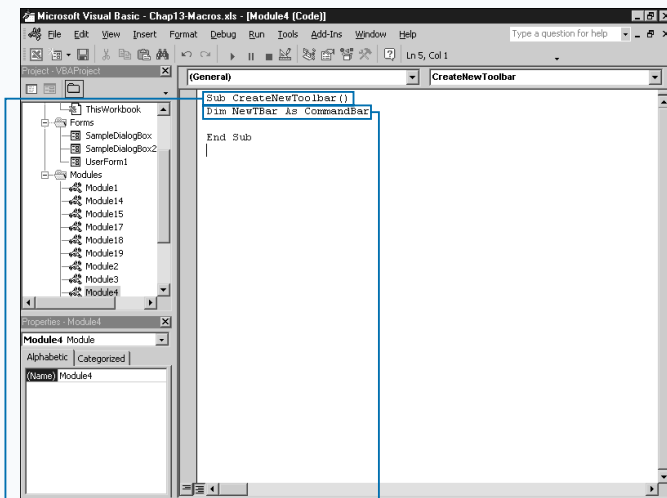 Microsoft Visual Basic - Chap13-Macros.xls - [Module4 (Code)]
File Edit View Insert Format Debug Run Tools Add-Ins Window Help
Type a question for help
Ln 5, Col 1
Project - VBAProject
(General)
CreateNewToolbar
ThisWorkbook
Forms
SampleDialogBox
SampleDialogBox2
UserForm1
Modules
Module1
Module14
Module15
Module17
Module18
Module19
Module2
Module3
Module4
Sub CreateNewToolbar()
Dim NewTBar As CommandBar
End Sub
Properties - Module4
Module4 Module
Alphabetic Categorized
(Name) Module4